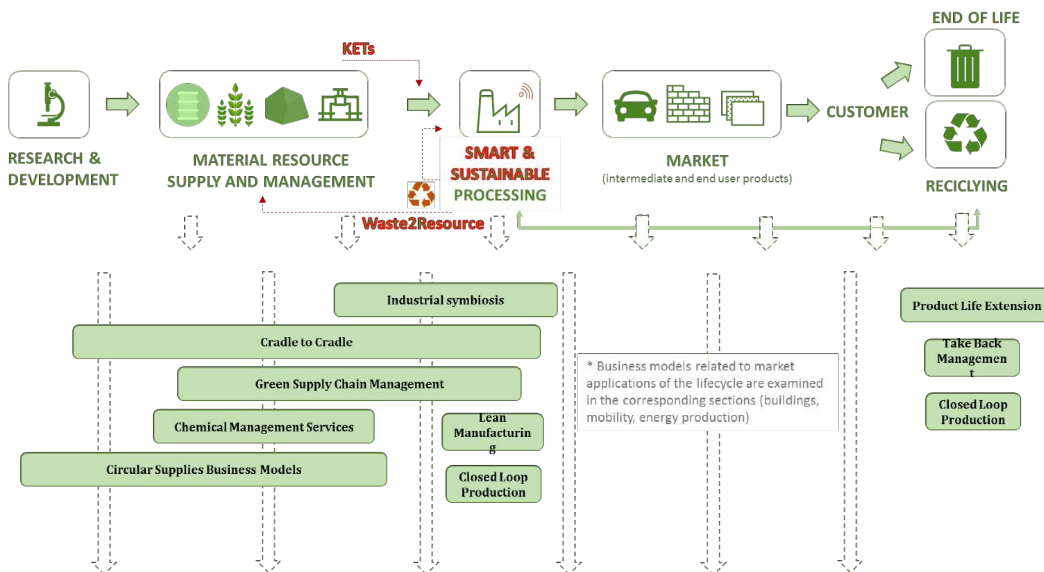 END OF LIFE
KETs
CUSTOMER
RESEARCH &
DEVELOPMENT
MATERIAL RESOURCE
SUPPLY AND MANAGEMENT
SMART &
SUSTAINABLE
PROCESSING
MARKET
(intermediate and end user products)
RECICLYING
Waste2Resource
Industrial symbiosis
Product Life Extension
Cradle to Cradle
Take Back
Managemen
t
Green Supply Chain Management
* Business models related to market
applications of the lifecycle are examined
in the corresponding sections (buildings,
mobility, energy production)
Closed Loop
Production
Chemical Management Services
Lean
Manufacturin
g
Circular Supplies Business Models
Closed Loop
Production